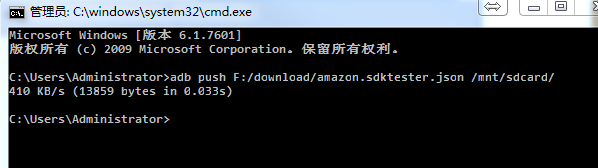 管理员: C:\windows\system32\cmd.exe
Microsoft Windows [版本 6.1.7601]
版权所有 (c) 2009 Microsoft Corporation。保留所有权利。
C:\Users\Administrator>adb push F:/download/amazon.sdktester.json /mnt/sdcard/
410 KB/s (13859 bytes in 0.033s)
C:\Users\Administrator>